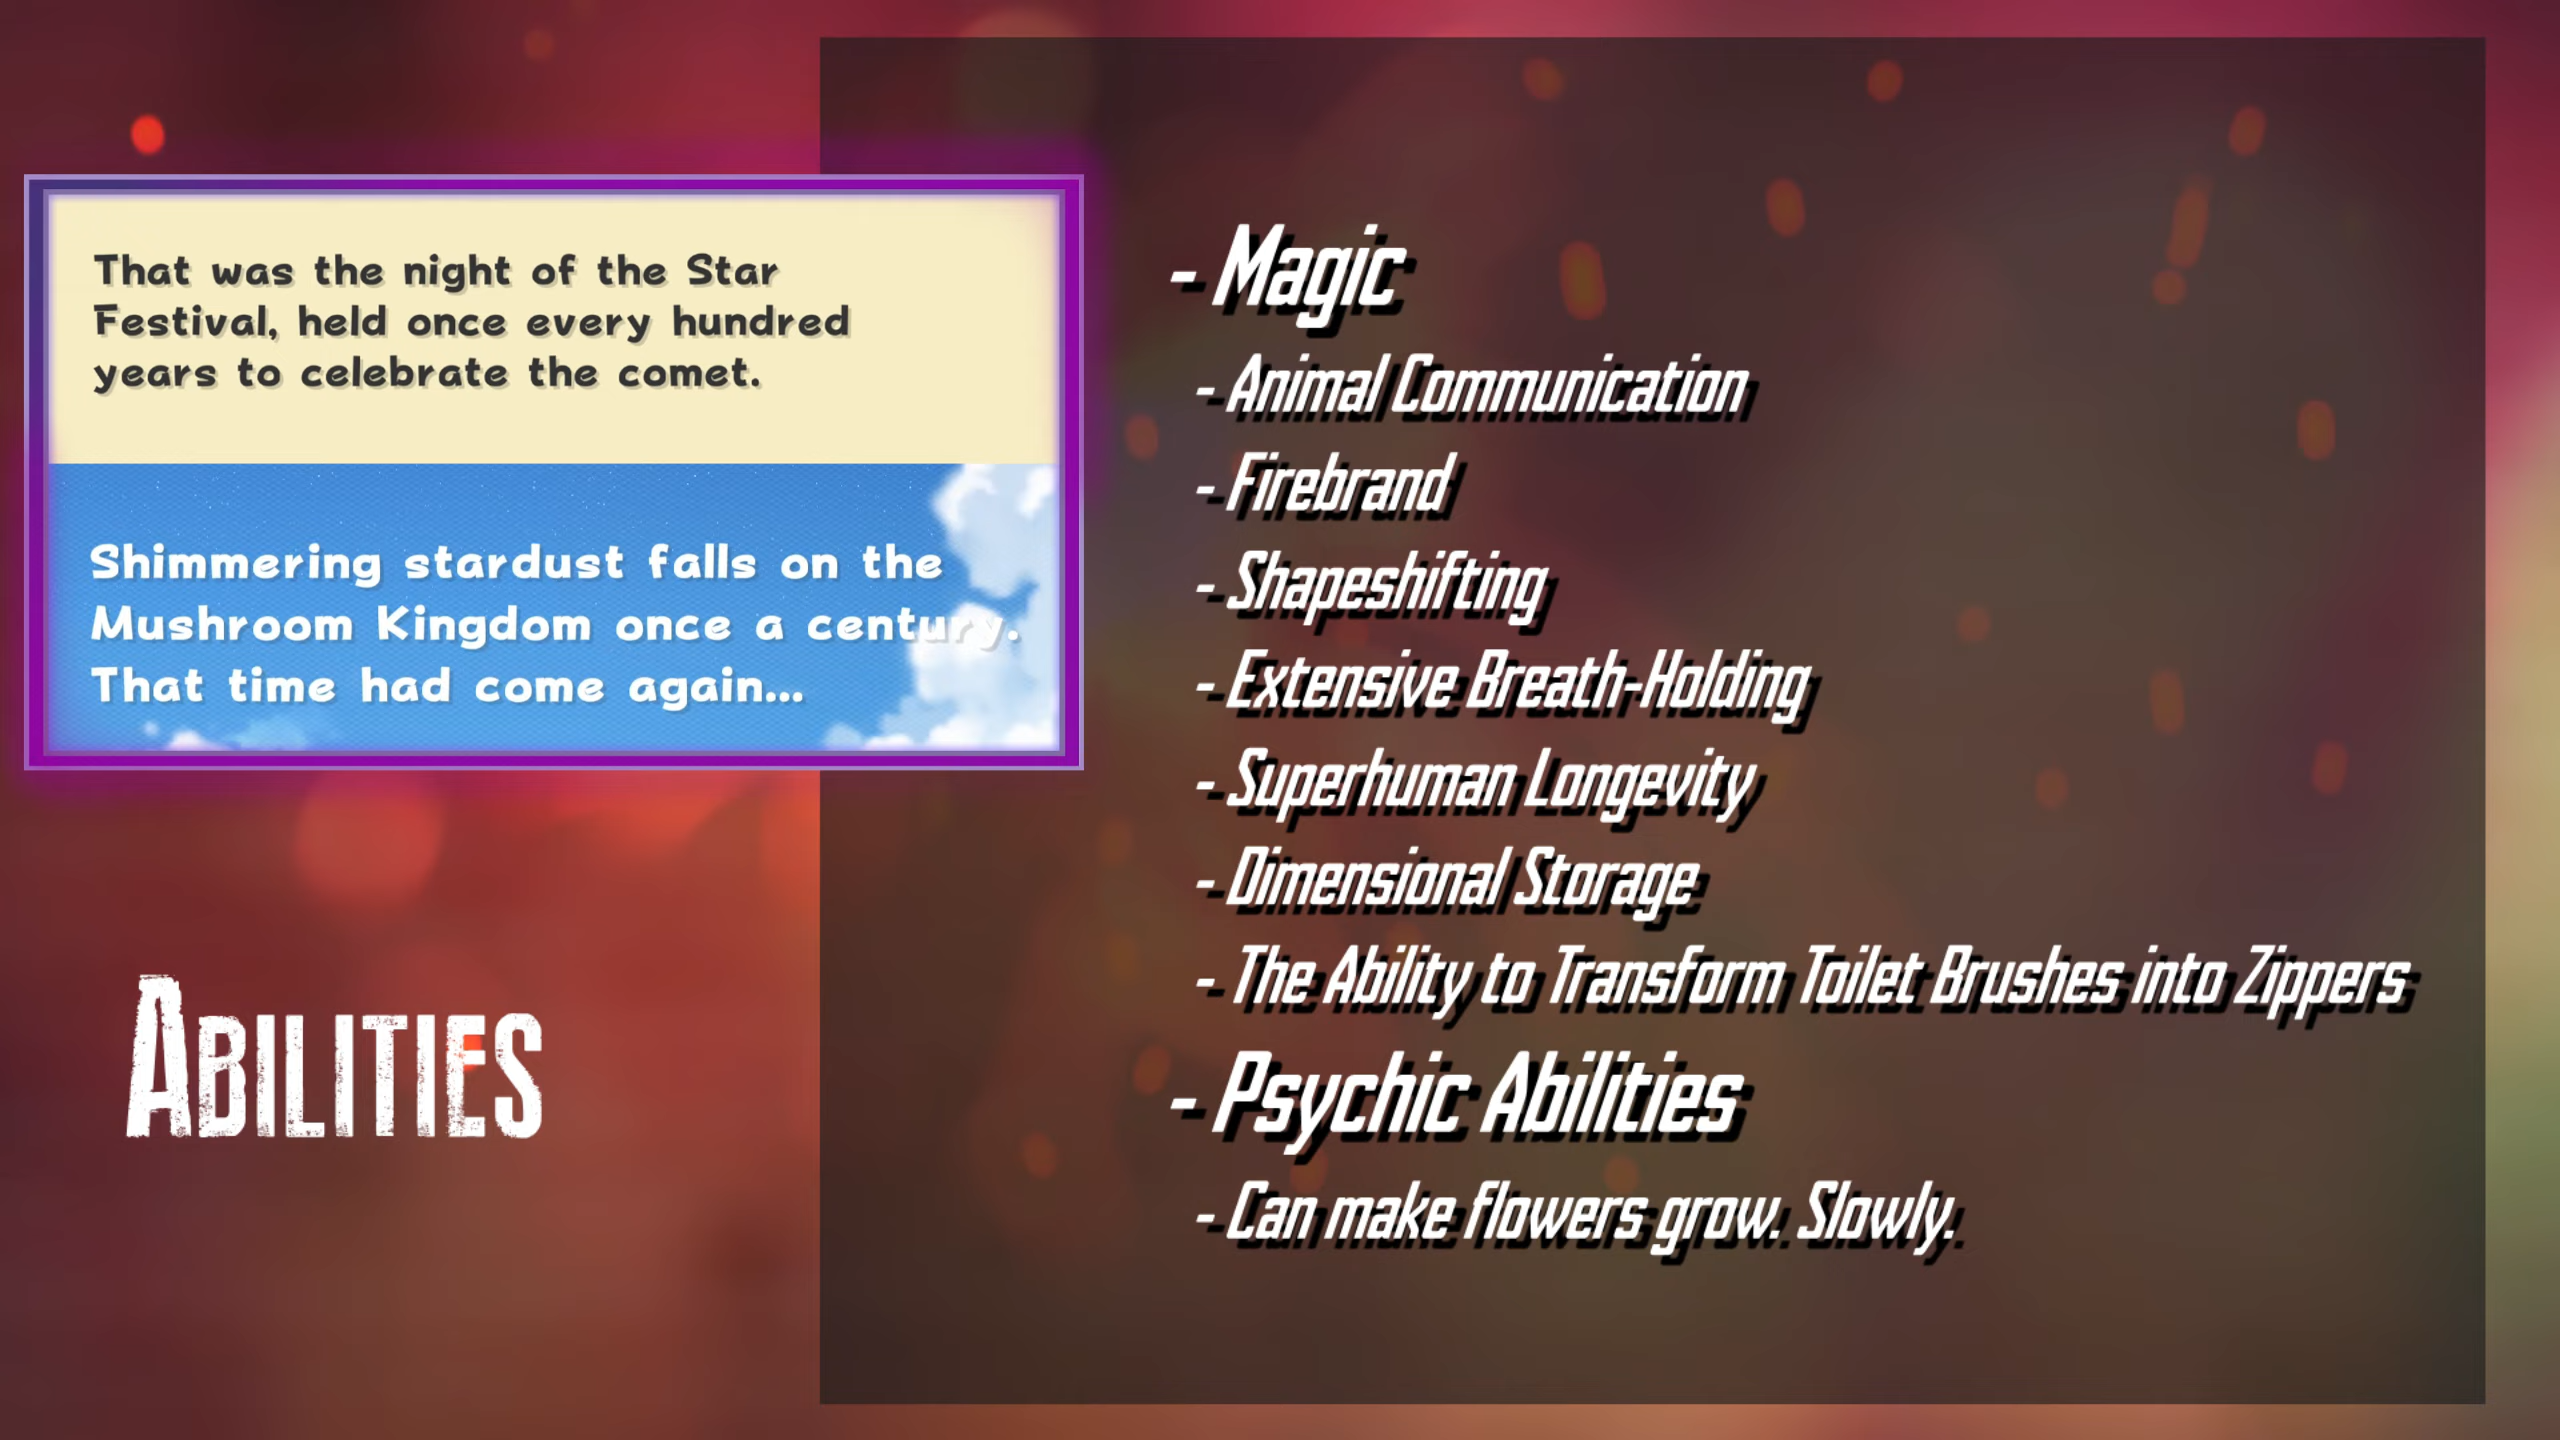 That was the night of the Star
Festival, held once every hundred
years to celebrate the comet.
Shimmering stardust falls on the
Mushroom Kingdom once a century.
That time had come again...
Abilities
- Magic
- Animal Communication
- Firebrand
- Shapeshifting
- Extensive Breath-Holding
- Superhuman Longevity
- Dimensional Storage
- The Ability to Transform Toilet Brushes into Zippers
- Psychic Abilities
- Can make flowers grow. Slowly.